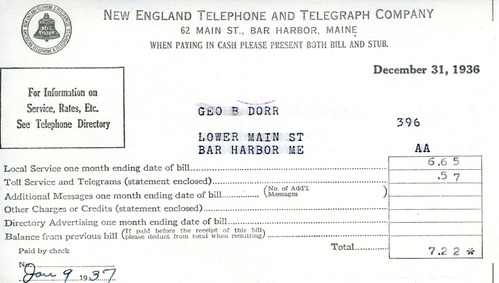 NEW ENGLAND TELEPHONE AND TELEGRAPH COMPANY
62 MAIN ST., BAR HARBOR, MAINE
WHEN PAYING IN CASH PLEASE PRESENT BOTH BILL AND STUB.
BELL SYSTEM
December 31, 1936
For Information on
Service, Rates, Etc.
See Telephone Directory
GEO B DORR
396
LOWER MAIN ST
BAR HARBOR ME
AA
Local Service one month ending date of bill 6.65
Toll Service and Telegrams (statement enclosed) .57
Additional Messages one month ending date of bill (No. of Add'l Messages )
Other Charges or Credits (statement enclosed)
Directory Advertising one month ending date of bill
Balance from previous bill (If paid before the receipt of this bill please deduct from total when remitting)
Total 7.22 *
Paid by check
No.
Jan 9 1937